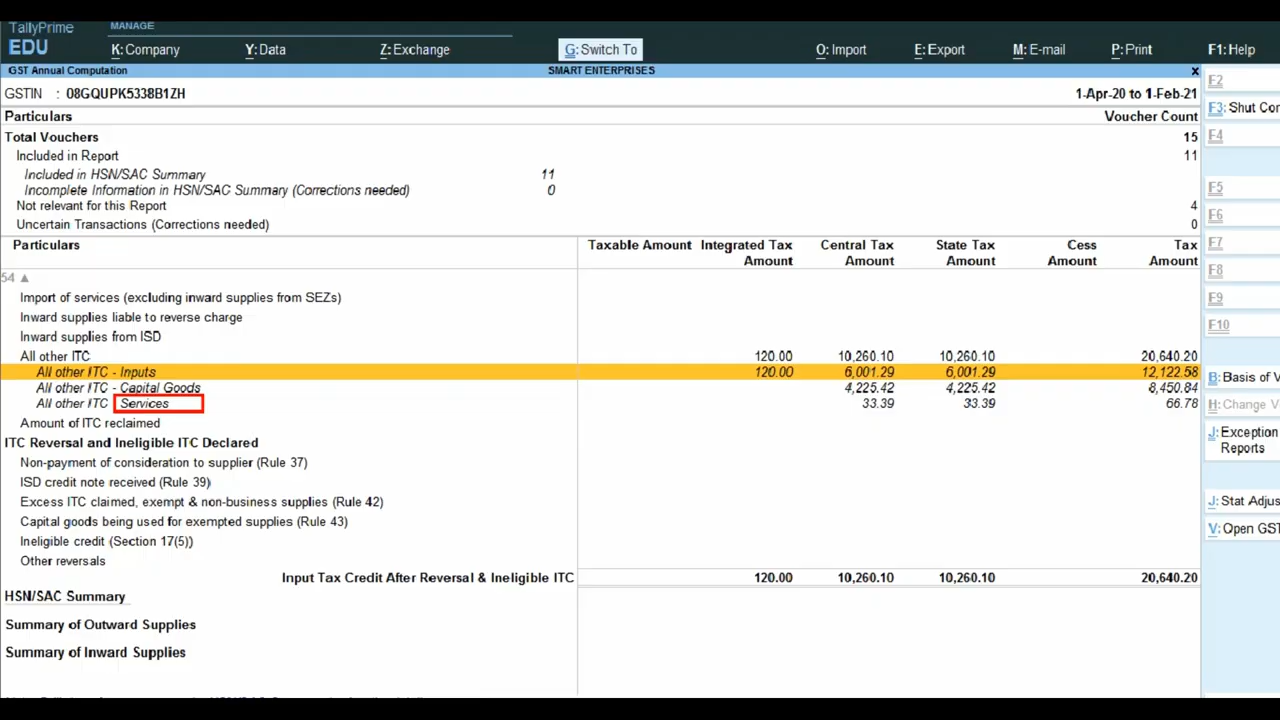 TallyPrime
EDU
MANAGE
K:Company Y:Data Z:Exchange G:Switch To O:Import E:Export M:E-mail P:Print F1:Help
GST Annual Computation SMART ENTERPRISES x
GSTIN : 08GQUPK5338B1ZH 1-Apr-20 to 1-Feb-21
Particulars Voucher Count
Total Vouchers 15
Included in Report 11
Included in HSN/SAC Summary 11
Incomplete Information in HSN/SAC Summary (Corrections needed) 0
Not relevant for this Report 4
Uncertain Transactions (Corrections needed) 0
Particulars Taxable Amount Integrated Tax Central Tax State Tax Cess Tax
Amount Amount Amount Amount Amount
54 ▲
Import of services (excluding inward supplies from SEZs)
Inward supplies liable to reverse charge
Inward supplies from ISD
All other ITC 120.00 10,260.10 10,260.10 20,640.20
All other ITC - Inputs 120.00 6,001.29 6,001.29 12,122.58
All other ITC - Capital Goods 4,225.42 4,225.42 8,450.84
All other ITC Services 33.39 33.39 66.78
Amount of ITC reclaimed
ITC Reversal and Ineligible ITC Declared
Non-payment of consideration to supplier (Rule 37)
ISD credit note received (Rule 39)
Excess ITC claimed, exempt & non-business supplies (Rule 42)
Capital goods being used for exempted supplies (Rule 43)
Ineligible credit (Section 17(5))
Other reversals
Input Tax Credit After Reversal & Ineligible ITC 120.00 10,260.10 10,260.10 20,640.20
HSN/SAC Summary
Summary of Outward Supplies
Summary of Inward Supplies
F2
F3: Shut Cor
F4
F5
F6
F7
F8
F9
F10
B:Basis of V
H:Change V
J:Exception
Reports
J:Stat Adjus
V:Open GST